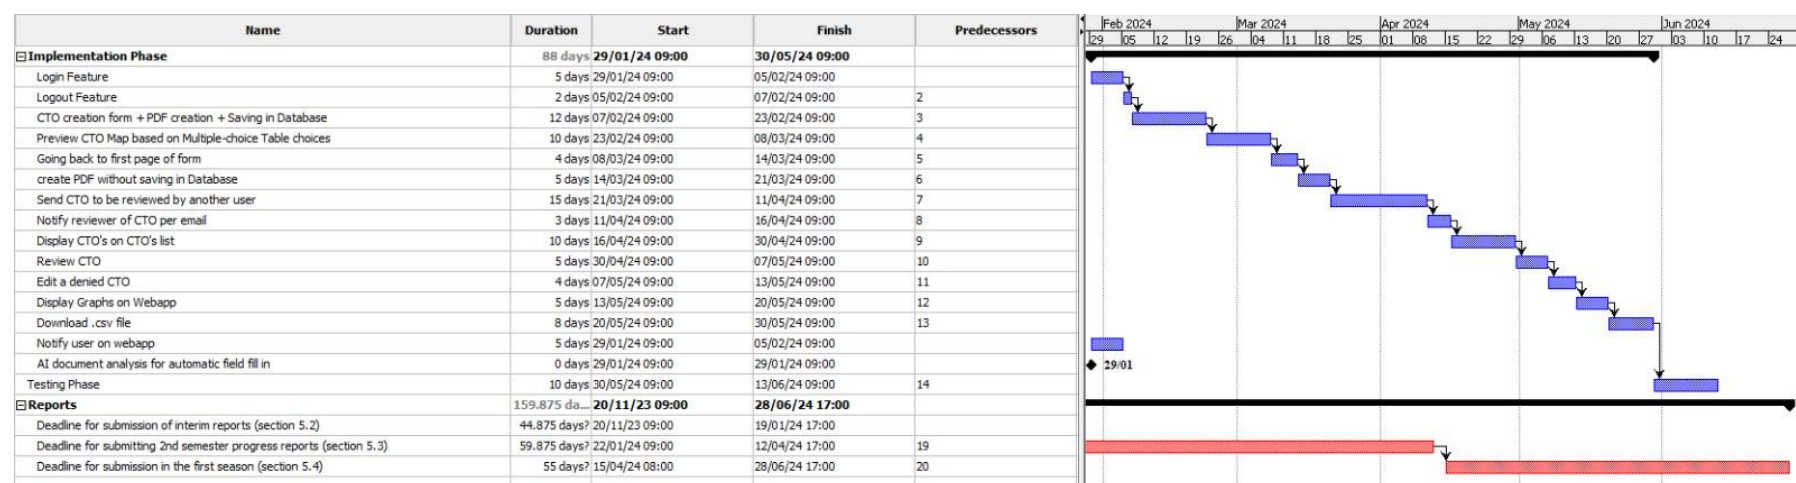 Name Duration Start Finish Predecessors
Feb 2024 Mar 2024 Apr 2024 May 2024 Jun 2024
29 05 12 19 26 04 11 18 25 01 08 15 22 29 06 13 20 27 03 10 17 24
Implementation Phase 88 days 29/01/24 09:00 30/05/24 09:00
Login Feature 5 days 29/01/24 09:00 05/02/24 09:00
Logout Feature 2 days 05/02/24 09:00 07/02/24 09:00 2
CTO creation form + PDF creation + Saving in Database 12 days 07/02/24 09:00 23/02/24 09:00 3
Preview CTO Map based on Multiple-choice Table choices 10 days 23/02/24 09:00 08/03/24 09:00 4
Going back to first page of form 4 days 08/03/24 09:00 14/03/24 09:00 5
create PDF without saving in Database 5 days 14/03/24 09:00 21/03/24 09:00 6
Send CTO to be reviewed by another user 15 days 21/03/24 09:00 11/04/24 09:00 7
Notify reviewer of CTO per email 3 days 11/04/24 09:00 16/04/24 09:00 8
Display CTO's on CTO's list 10 days 16/04/24 09:00 30/04/24 09:00 9
Review CTO 5 days 30/04/24 09:00 07/05/24 09:00 10
Edit a denied CTO 4 days 07/05/24 09:00 13/05/24 09:00 11
Display Graphs on Webapp 5 days 13/05/24 09:00 20/05/24 09:00 12
Download .csv file 8 days 20/05/24 09:00 30/05/24 09:00 13
Notify user on webapp 5 days 29/01/24 09:00 05/02/24 09:00
AI document analysis for automatic field fill in 0 days 29/01/24 09:00 29/01/24 09:00 29/01
Testing Phase 10 days 30/05/24 09:00 13/06/24 09:00 14
Reports 159.875 da... 20/11/23 09:00 28/06/24 17:00
Deadline for submission of interim reports (section 5.2) 44.875 days? 20/11/23 09:00 19/01/24 17:00
Deadline for submitting 2nd semester progress reports (section 5.3) 59.875 days? 22/01/24 09:00 12/04/24 17:00 19
Deadline for submission in the first season (section 5.4) 55 days? 15/04/24 08:00 28/06/24 17:00 20